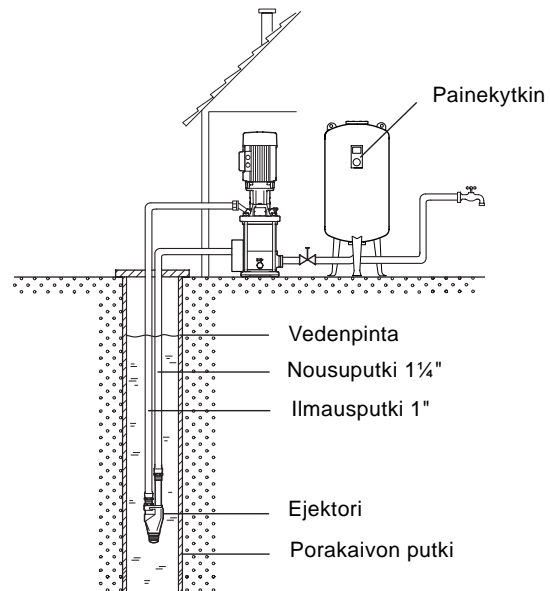 Painekytkin
Vedenpinta
Nousuputki 1¼"
Ilmausputki 1"
Ejektori
Porakaivon putki